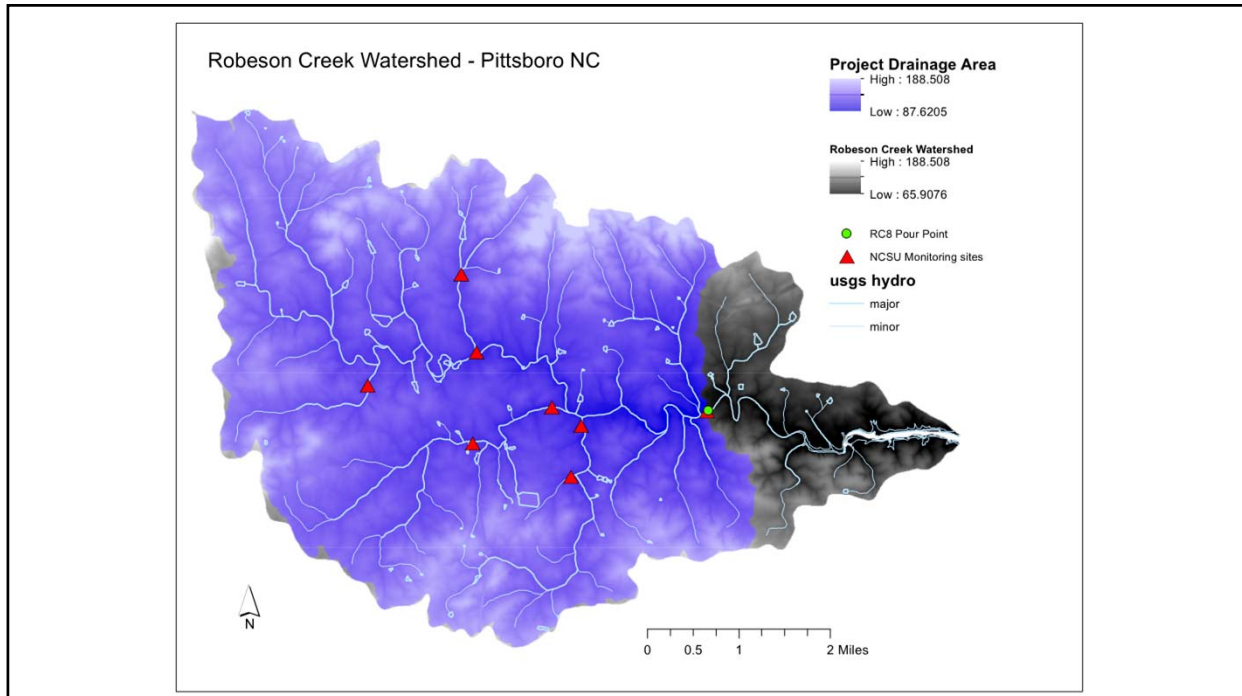 Robeson Creek Watershed - Pittsboro NC
Project Drainage Area
High : 188.508
Low : 87.6205
Robeson Creek Watershed
High : 188.508
Low : 65.9076
RC8 Pour Point
NCSU Monitoring sites
usgs hydro
major
minor
N
0 0.5 1 2 Miles